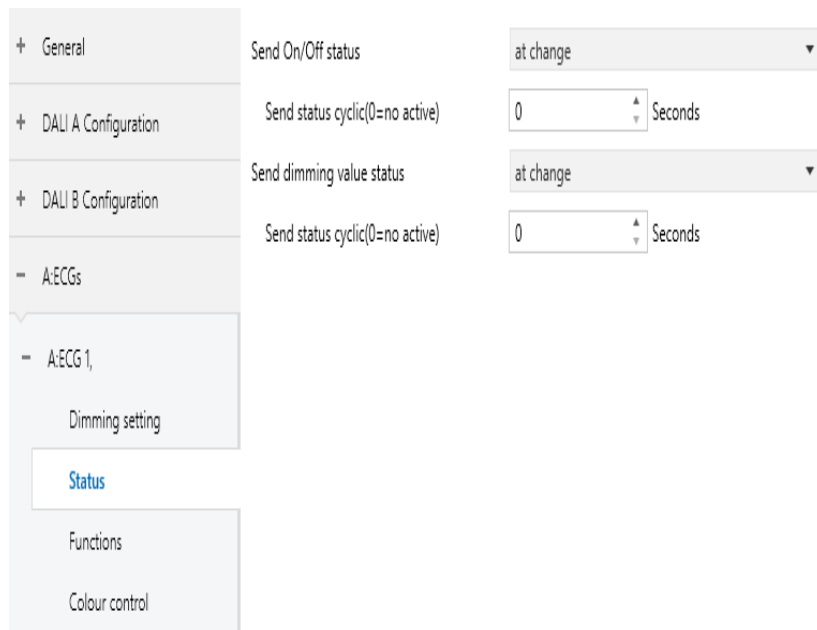 + General
+ DALI A Configuration
+ DALI B Configuration
− A:ECGs
− A:ECG 1,
Dimming setting
Status
Functions
Colour control
Send On/Off status at change
Send status cyclic(0=no active) 0 Seconds
Send dimming value status at change
Send status cyclic(0=no active) 0 Seconds